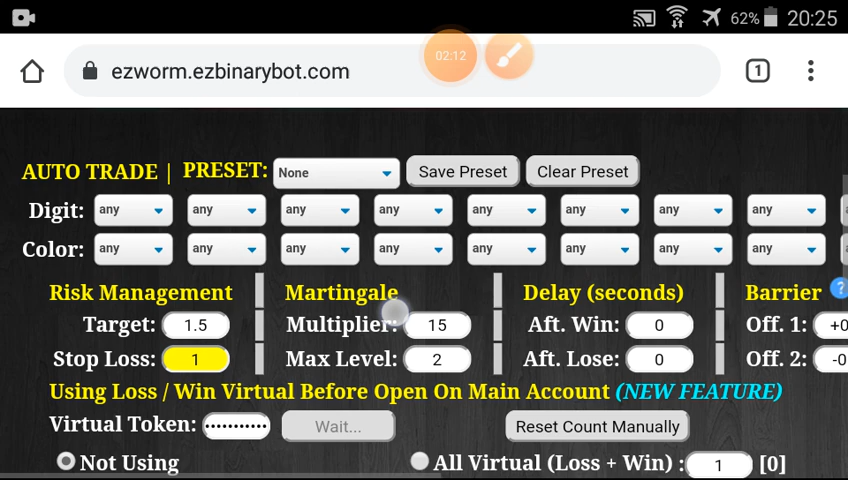 62% 20:25
02:12
ezworm.ezbinarybot.com 1
AUTO TRADE | PRESET: None Save Preset Clear Preset
Digit: any any any any any any any any
Color: any any any any any any any any
Risk Management Martingale Delay (seconds) Barrier ?
Target: 1.5 Multiplier: 15 Aft. Win: 0 Off. 1: +0
Stop Loss: 1 Max Level: 2 Aft. Lose: 0 Off. 2: -0
Using Loss / Win Virtual Before Open On Main Account (NEW FEATURE)
Virtual Token: ••••••••••• Wait... Reset Count Manually
Not Using All Virtual (Loss + Win) : 1 [0]